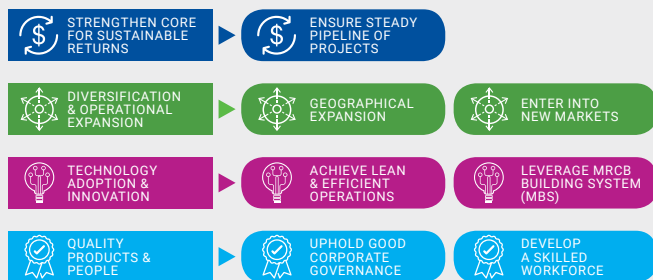 STRENGTHEN CORE
FOR SUSTAINABLE
RETURNS
ENSURE STEADY
PIPELINE OF
PROJECTS
DIVERSIFICATION
& OPERATIONAL
EXPANSION
GEOGRAPHICAL
EXPANSION
ENTER INTO
NEW MARKETS
TECHNOLOGY
ADOPTION &
INNOVATION
ACHIEVE LEAN
& EFFICIENT
OPERATIONS
LEVERAGE MRCB
BUILDING SYSTEM
(MBS)
QUALITY
PRODUCTS &
PEOPLE
UPHOLD GOOD
CORPORATE
GOVERNANCE
DEVELOP
A SKILLED
WORKFORCE